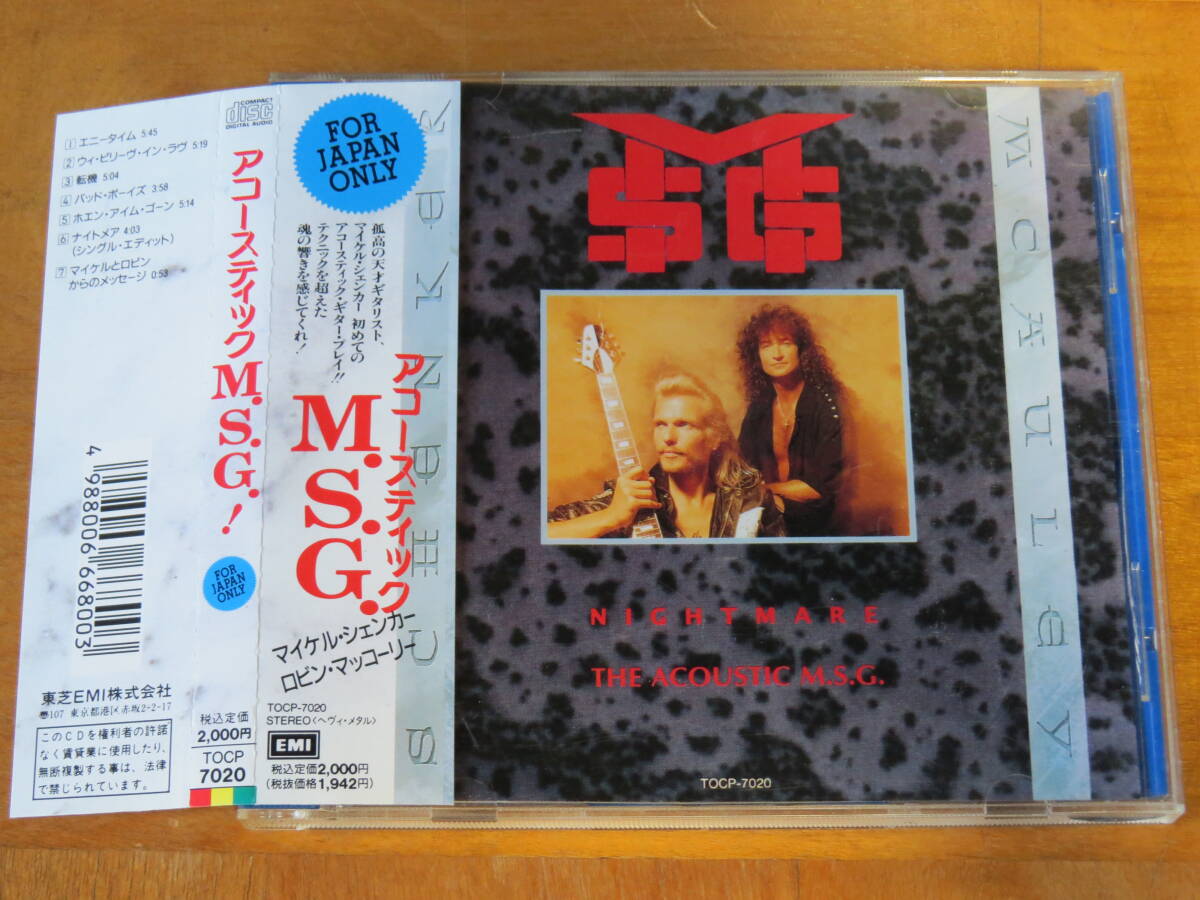 ① エニータイム 5:45
② ウィ・ビリーヴ・イン・ラヴ 5:19
③ 転機 5:04
④ バッド・ボーイズ 3:58
⑤ ホエン・アイム・ゴーン 5:14
⑥ ナイトメア 4:03
(シングル・エディット)
⑦ マイケルとロビン
からのメッセージ 0:53
4 988006 668003
東芝EMI株式会社
〒107 東京都港区赤坂2-2-17
このCDを権利者の許諾
なく賃貸業に使用したり、
無断複製する事は、法律
で禁じられています。
COMPACT
disc
DIGITAL AUDIO
アコースティックM.S.G.!
FOR
JAPAN
ONLY
税込定価
2,000円
TOCP
7020
FOR
JAPAN
ONLY
孤高の天才ギタリスト、
マイケル・シェンカー 初めての
アコースティック・ギター・プレイ!!
テクニックを超えた
魂の響きを感じてくれ!
アコースティック
M.S.G.
マイケル・シェンカー
ロビン・マッコーリー
TOCP-7020
STEREO〈ヘヴィ・メタル〉
EMI
税込定価2,000円
(税抜価格1,942円)
SCHENKER
MSG
NIGHTMARE
THE ACOUSTIC M.S.G.
TOCP-7020
MCAULEY